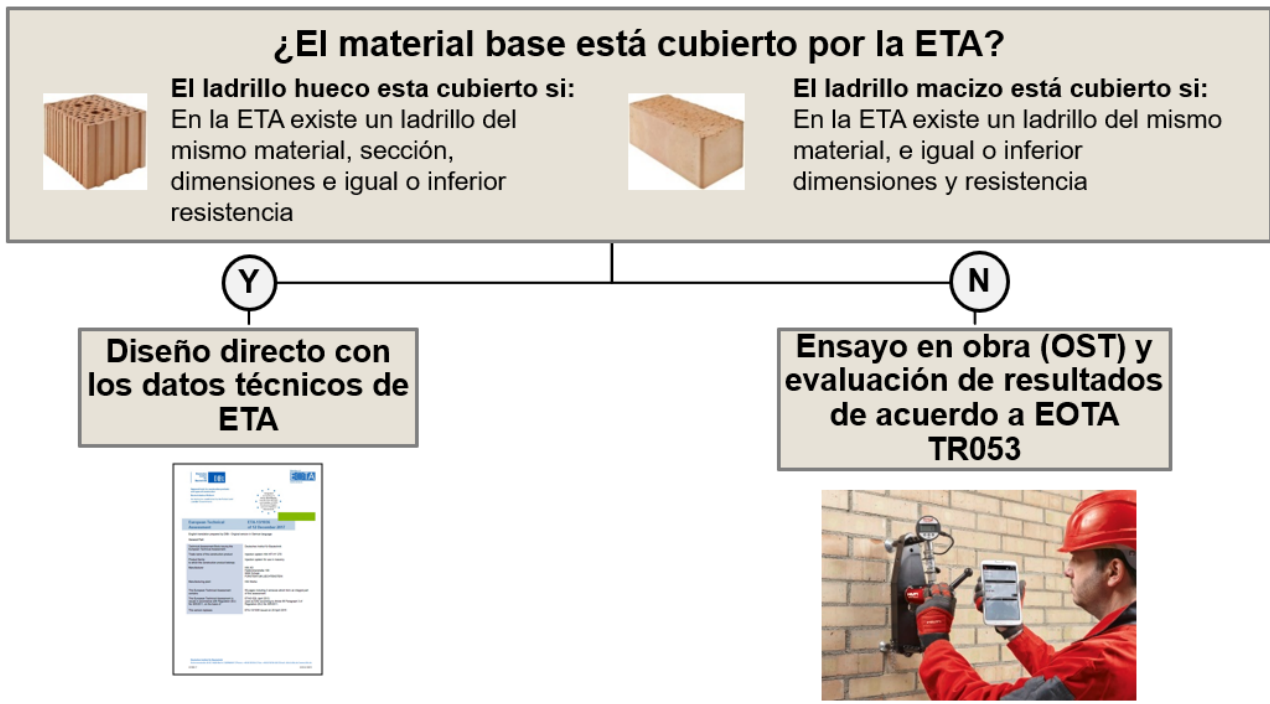 ¿El material base está cubierto por la ETA?
El ladrillo hueco esta cubierto si:
En la ETA existe un ladrillo del
mismo material, sección,
dimensiones e igual o inferior
resistencia
El ladrillo macizo está cubierto si:
En la ETA existe un ladrillo del mismo
material, e igual o inferior
dimensiones y resistencia
Y
N
Diseño directo con
los datos técnicos de
ETA
Ensayo en obra (OST) y
evaluación de resultados
de acuerdo a EOTA
TR053
European Technical
Assessment